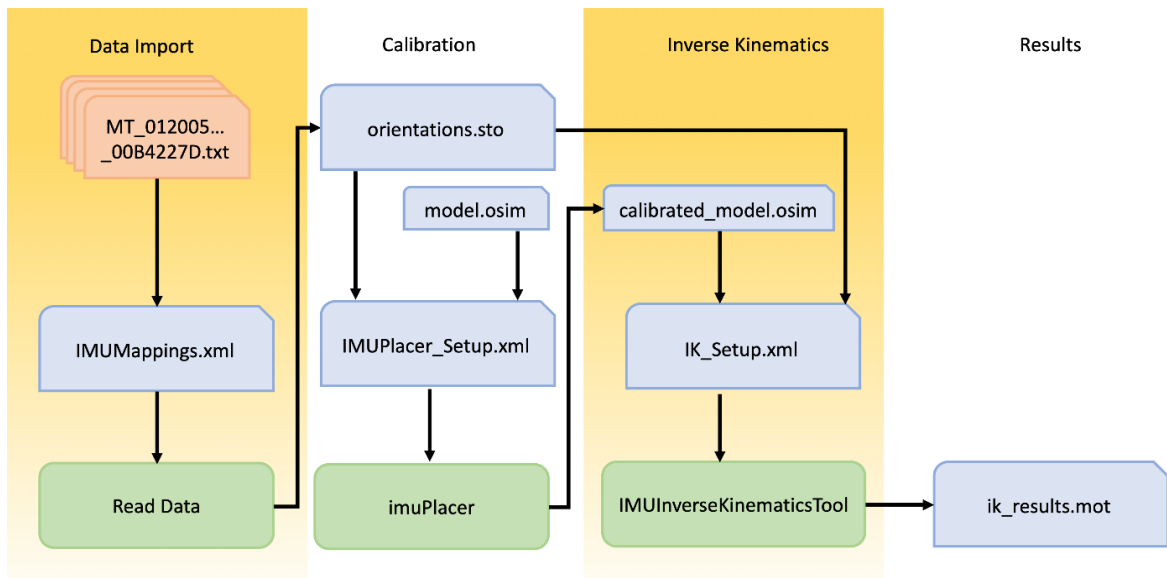 Data Import
Calibration
Inverse Kinematics
Results
MT_012005...
_00B4227D.txt
orientations.sto
model.osim
calibrated_model.osim
IMUMappings.xml
IMUPlacer_Setup.xml
IK_Setup.xml
Read Data
imuPlacer
IMUInverseKinematicsTool
ik_results.mot